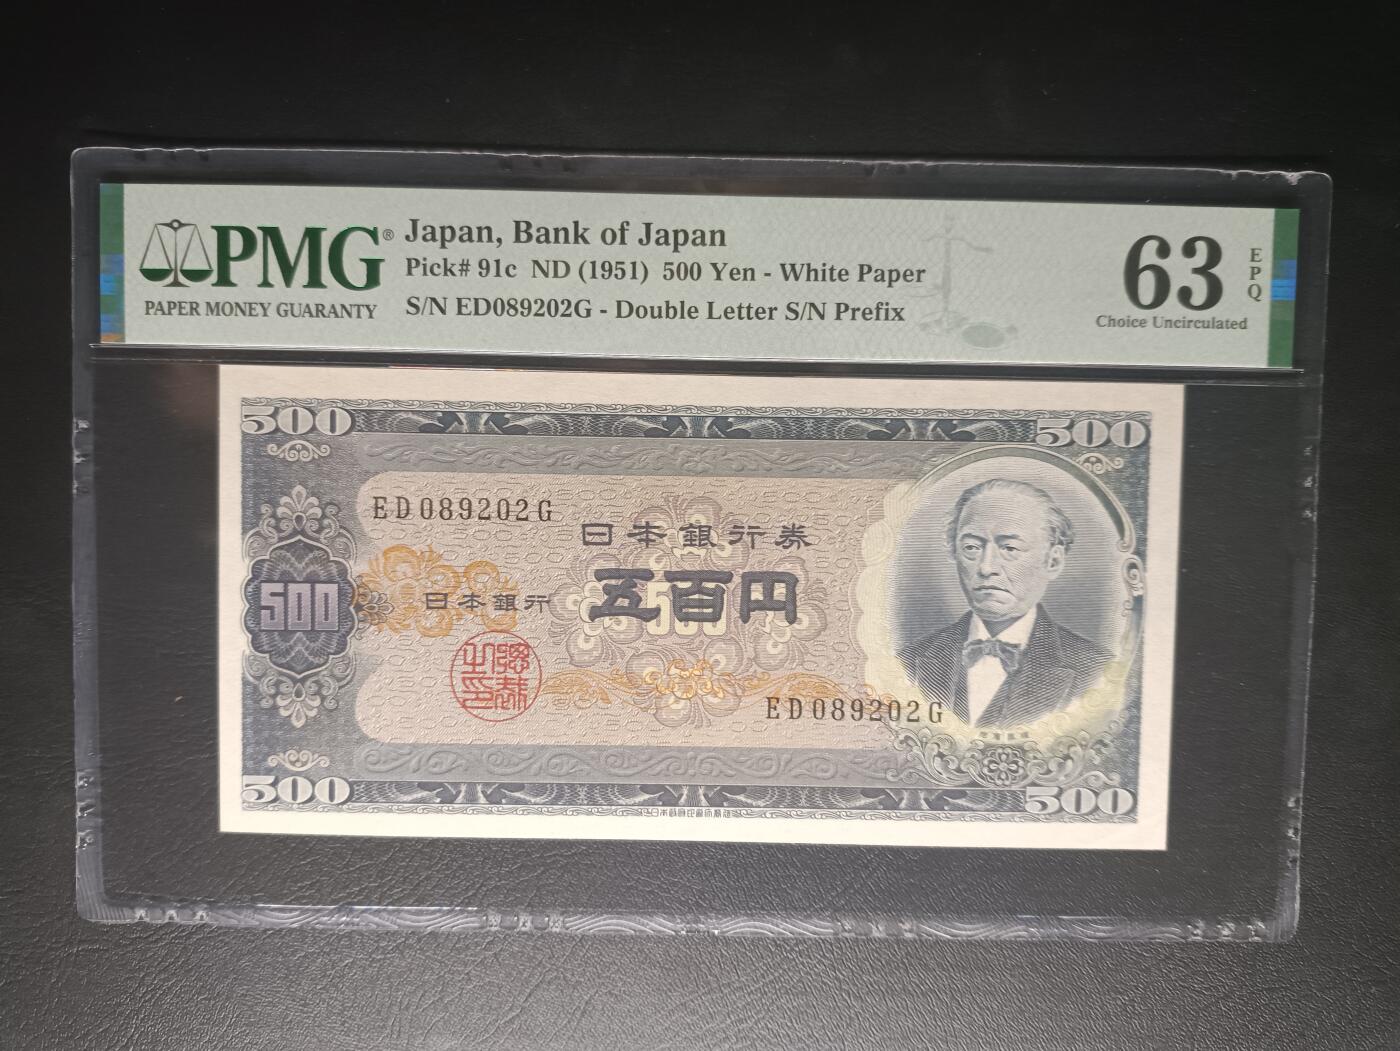 PMG®
PAPER MONEY GUARANTY
Japan, Bank of Japan
Pick# 91c ND (1951) 500 Yen - White Paper
S/N ED089202G - Double Letter S/N Prefix
63
EPQ
Choice Uncirculated
500
500
ED089202G
日本銀行券
500
日本銀行
五百円
500
ED089202G
500
500